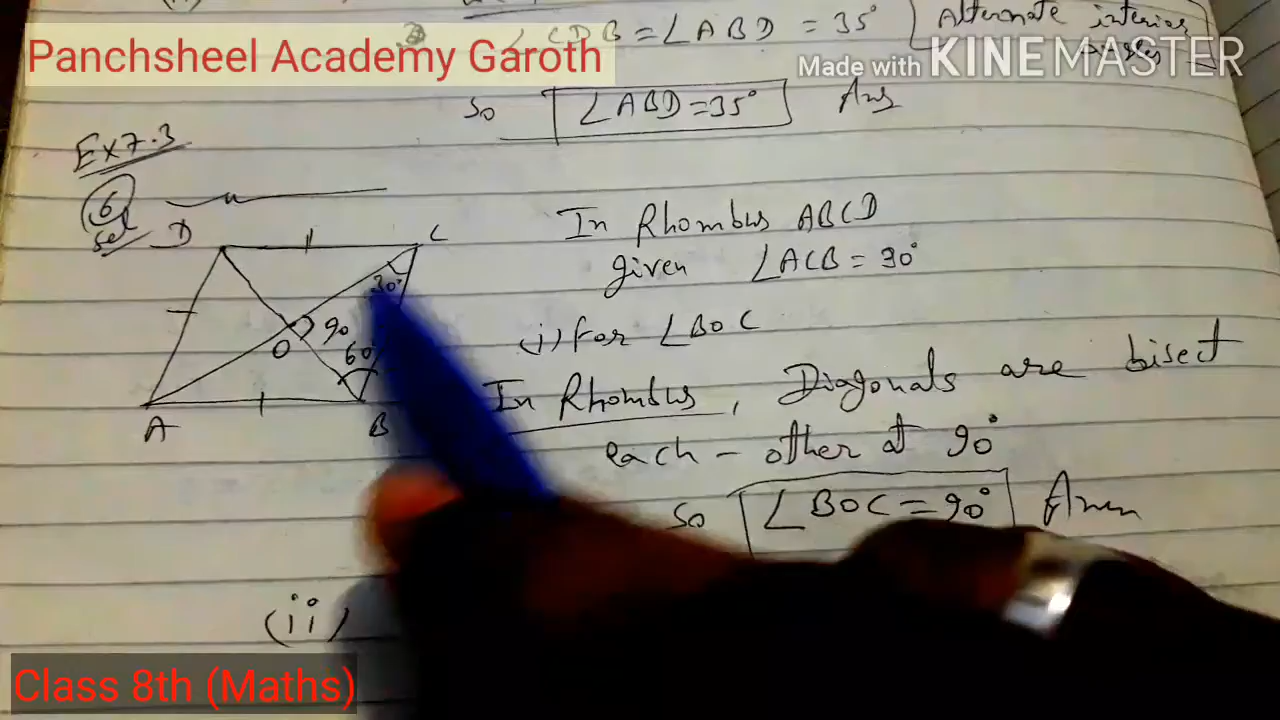 ∠CDB = ∠ABD = 35° [Alternate interior
Panchsheel Academy Garoth
Made with KINEMASTER
so ∠ABD = 35° Ans
Ex 7.3
6
sol
D C
30°
90
O
60
A B
In Rhombus ABCD
given ∠ACB = 30°
(i) for ∠BOC
In Rhombus, Diagonals are bisect
each - other at 90°
so ∠BOC = 90° Answer
(ii)
Class 8th (Maths)